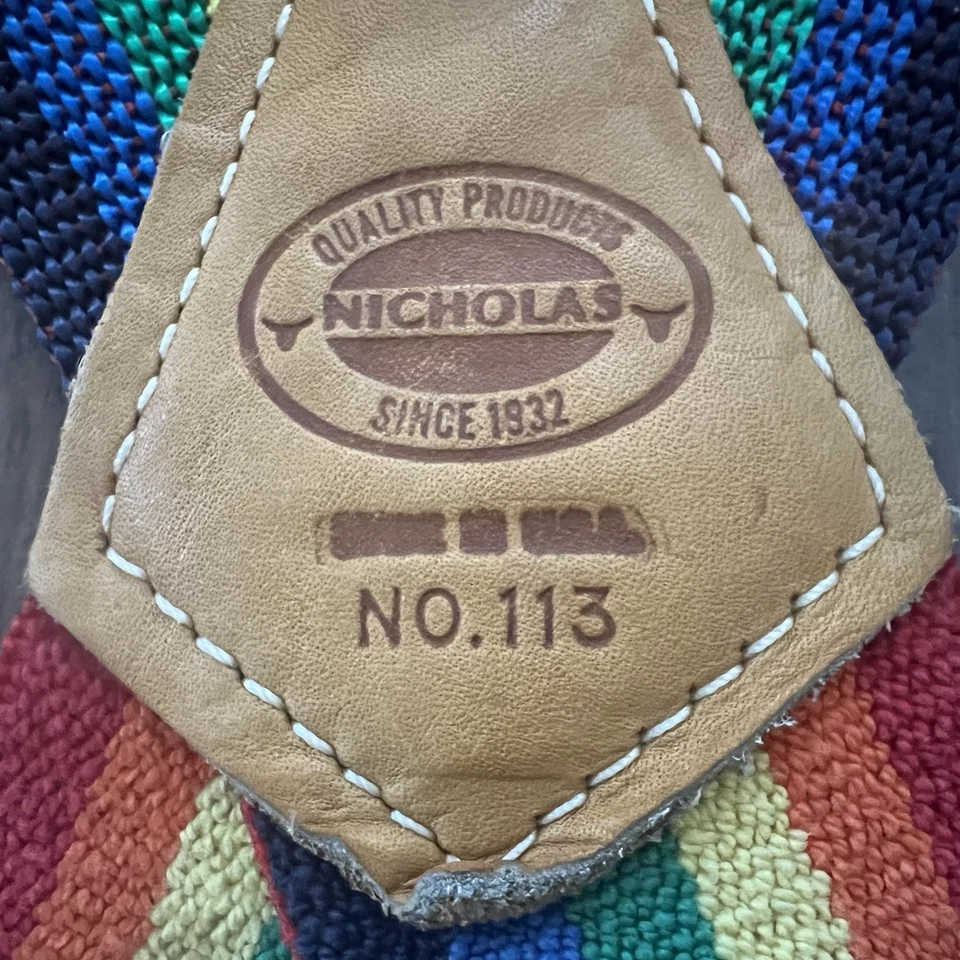 QUALITY PRODUCTS
NICHOLAS
SINCE 1932
NO.113